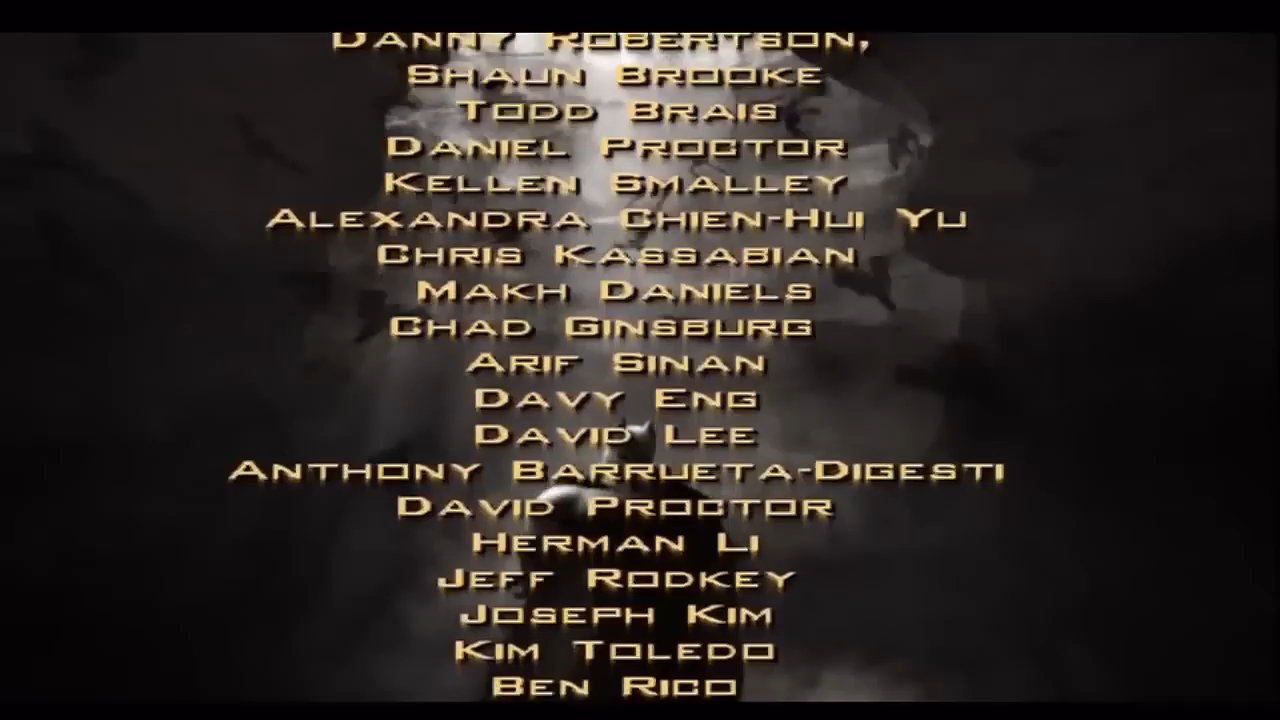 Danny Robertson,
Shaun Brooke
Todd Brais
Daniel Proctor
Kellen Smalley
Alexandra Chien-Hui Yu
Chris Kassabian
Makh Daniels
Chad Ginsburg
Arif Sinan
Davy Eng
David Lee
Anthony Barrueta-Digesti
David Proctor
Herman Li
Jeff Rodkey
Joseph Kim
Kim Toledo
Ben Rico